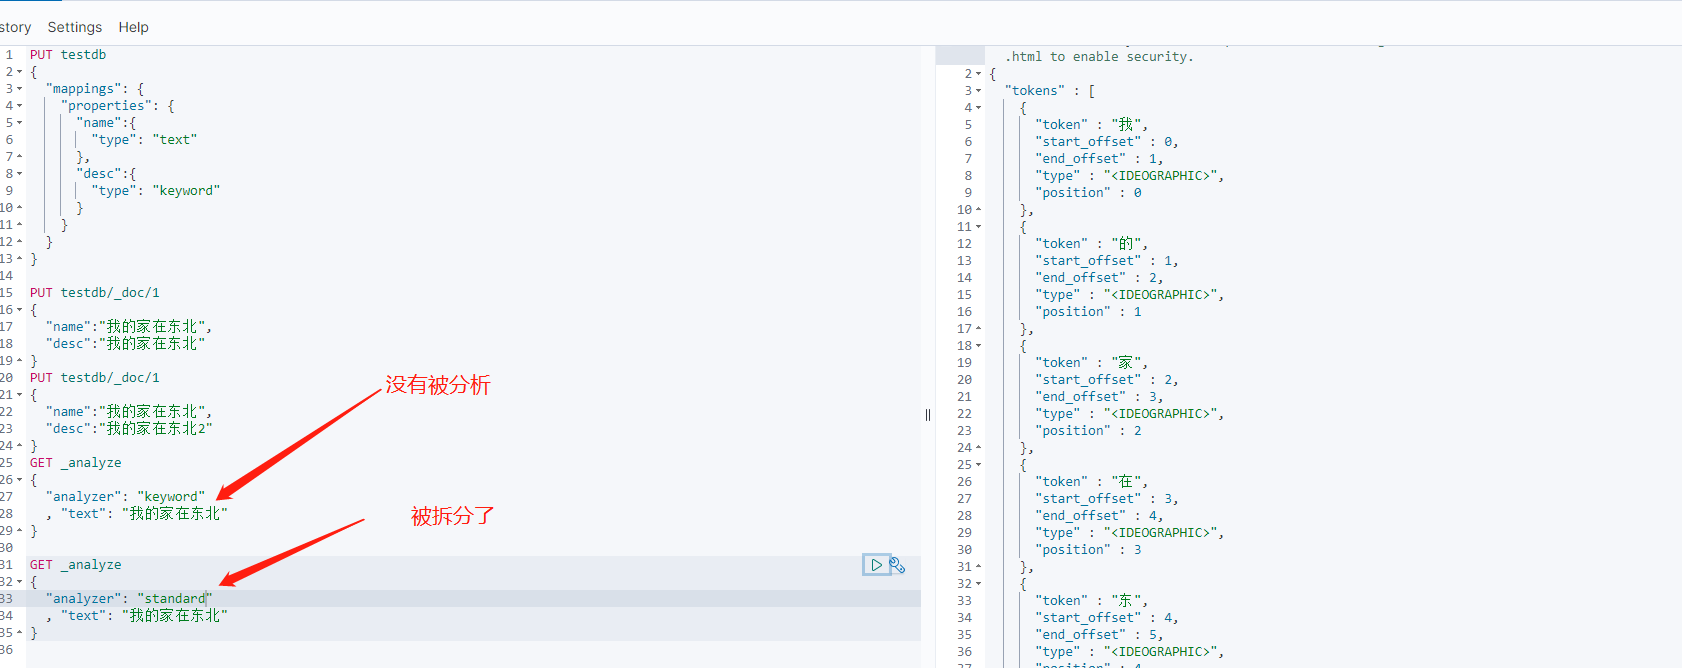 story Settings Help
1 PUT testdb
2 {
3 "mappings": {
4 "properties": {
5 "name":{
6 "type": "text"
7 },
8 "desc":{
9 "type": "keyword"
10 }
11 }
12 }
13 }
14
15 PUT testdb/_doc/1
16 {
17 "name":"我的家在东北",
18 "desc":"我的家在东北"
19 }
20 PUT testdb/_doc/1
21 {
22 "name":"我的家在东北",
23 "desc":"我的家在东北2"
24 }
25 GET _analyze
26 {
27 "analyzer": "keyword"
28 , "text": "我的家在东北"
29 }
30
31 GET _analyze
32 {
33 "analyzer": "standard"
34 , "text": "我的家在东北"
35 }
36
没有被分析
被拆分了
.html to enable security.
2 {
3 "tokens" : [
4 {
5 "token" : "我",
6 "start_offset" : 0,
7 "end_offset" : 1,
8 "type" : "<IDEOGRAPHIC>",
9 "position" : 0
10 },
11 {
12 "token" : "的",
13 "start_offset" : 1,
14 "end_offset" : 2,
15 "type" : "<IDEOGRAPHIC>",
16 "position" : 1
17 },
18 {
19 "token" : "家",
20 "start_offset" : 2,
21 "end_offset" : 3,
22 "type" : "<IDEOGRAPHIC>",
23 "position" : 2
24 },
25 {
26 "token" : "在",
27 "start_offset" : 3,
28 "end_offset" : 4,
29 "type" : "<IDEOGRAPHIC>",
30 "position" : 3
31 },
32 {
33 "token" : "东",
34 "start_offset" : 4,
35 "end_offset" : 5,
36 "type" : "<IDEOGRAPHIC>",
37 "position" : 4